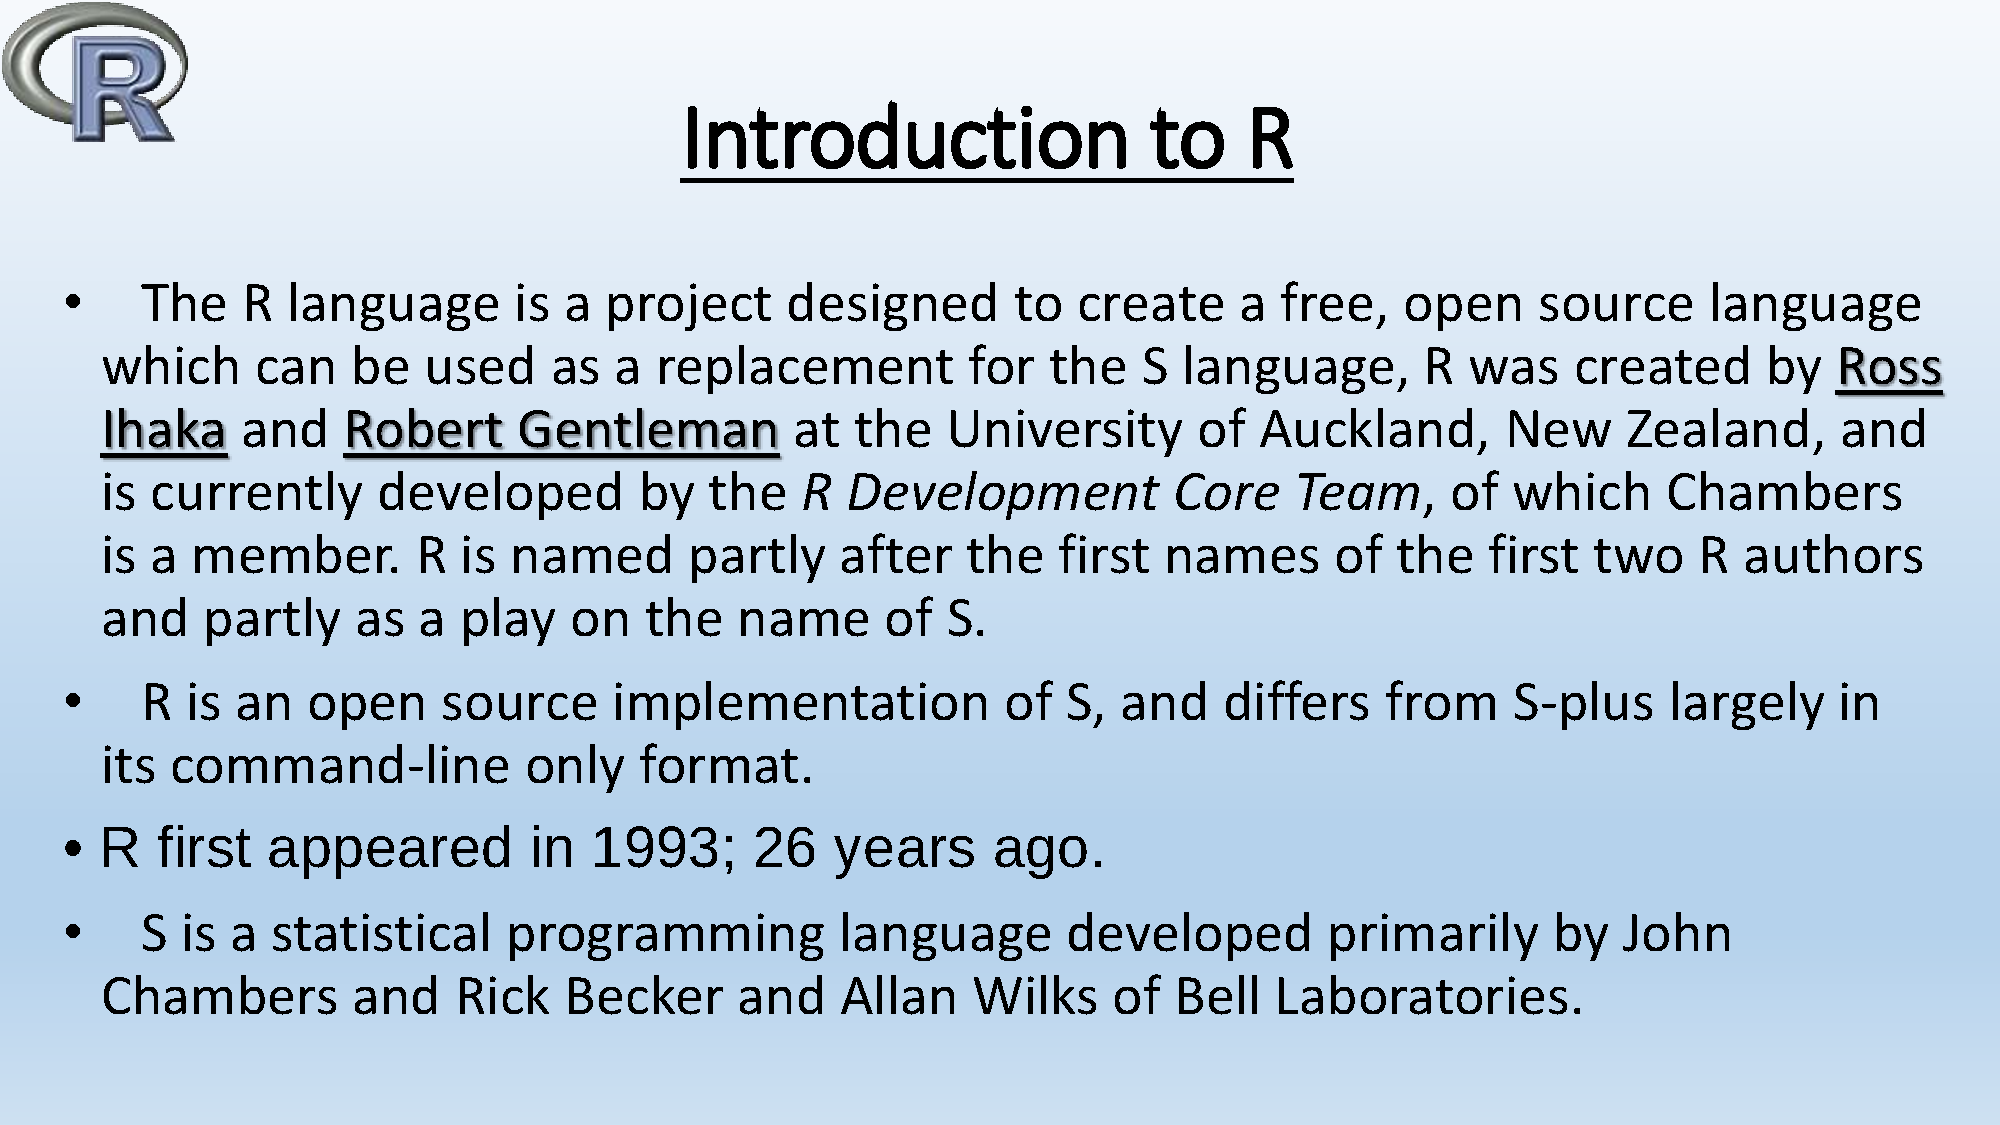 R
Introduction to R
• The R language is a project designed to create a free, open source language
which can be used as a replacement for the S language, R was created by Ross
Ihaka and Robert Gentleman at the University of Auckland, New Zealand, and
is currently developed by the R Development Core Team, of which Chambers
is a member. R is named partly after the first names of the first two R authors
and partly as a play on the name of S.
• R is an open source implementation of S, and differs from S-plus largely in
its command-line only format.
• R first appeared in 1993; 26 years ago.
• S is a statistical programming language developed primarily by John
Chambers and Rick Becker and Allan Wilks of Bell Laboratories.